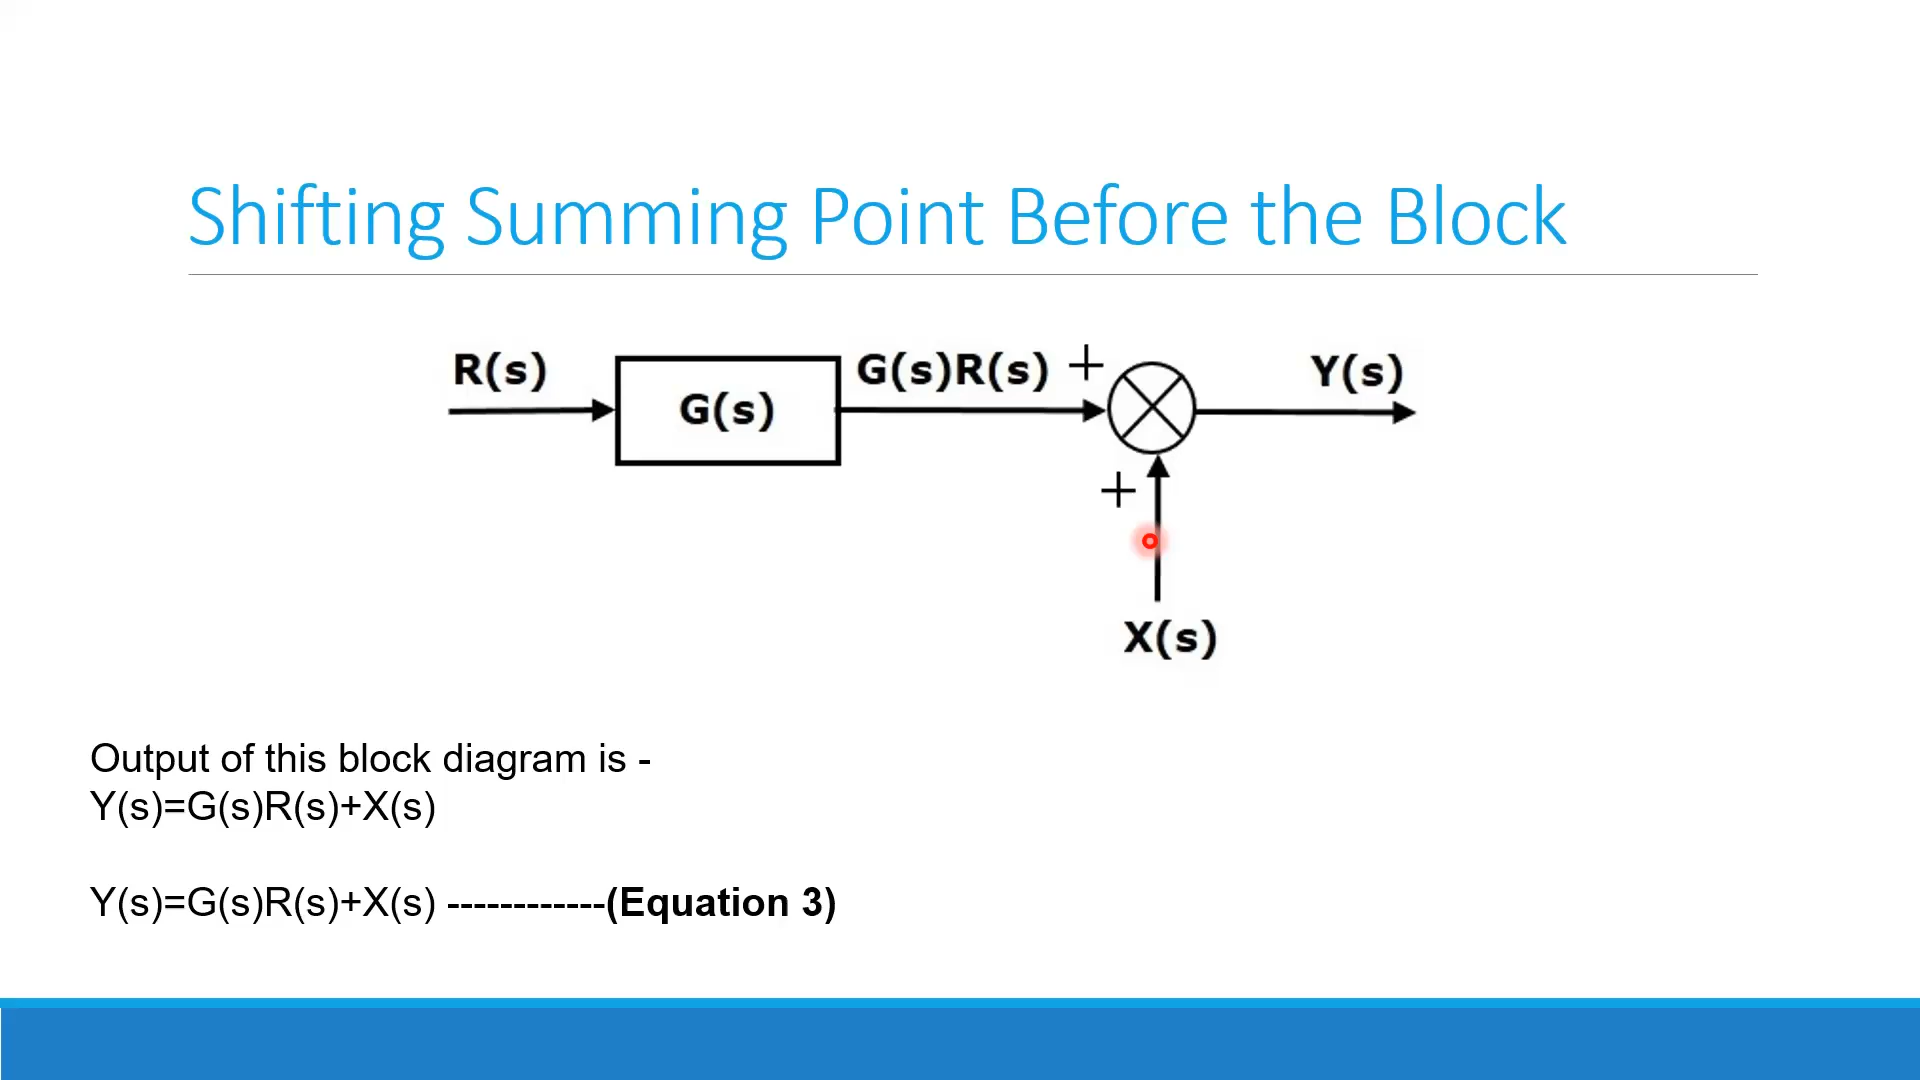 Shifting Summing Point Before the Block
R(s)
G(s)
G(s)R(s)
+
Y(s)
+
X(s)
Output of this block diagram is -
Y(s)=G(s)R(s)+X(s)
Y(s)=G(s)R(s)+X(s) ------------(Equation 3)